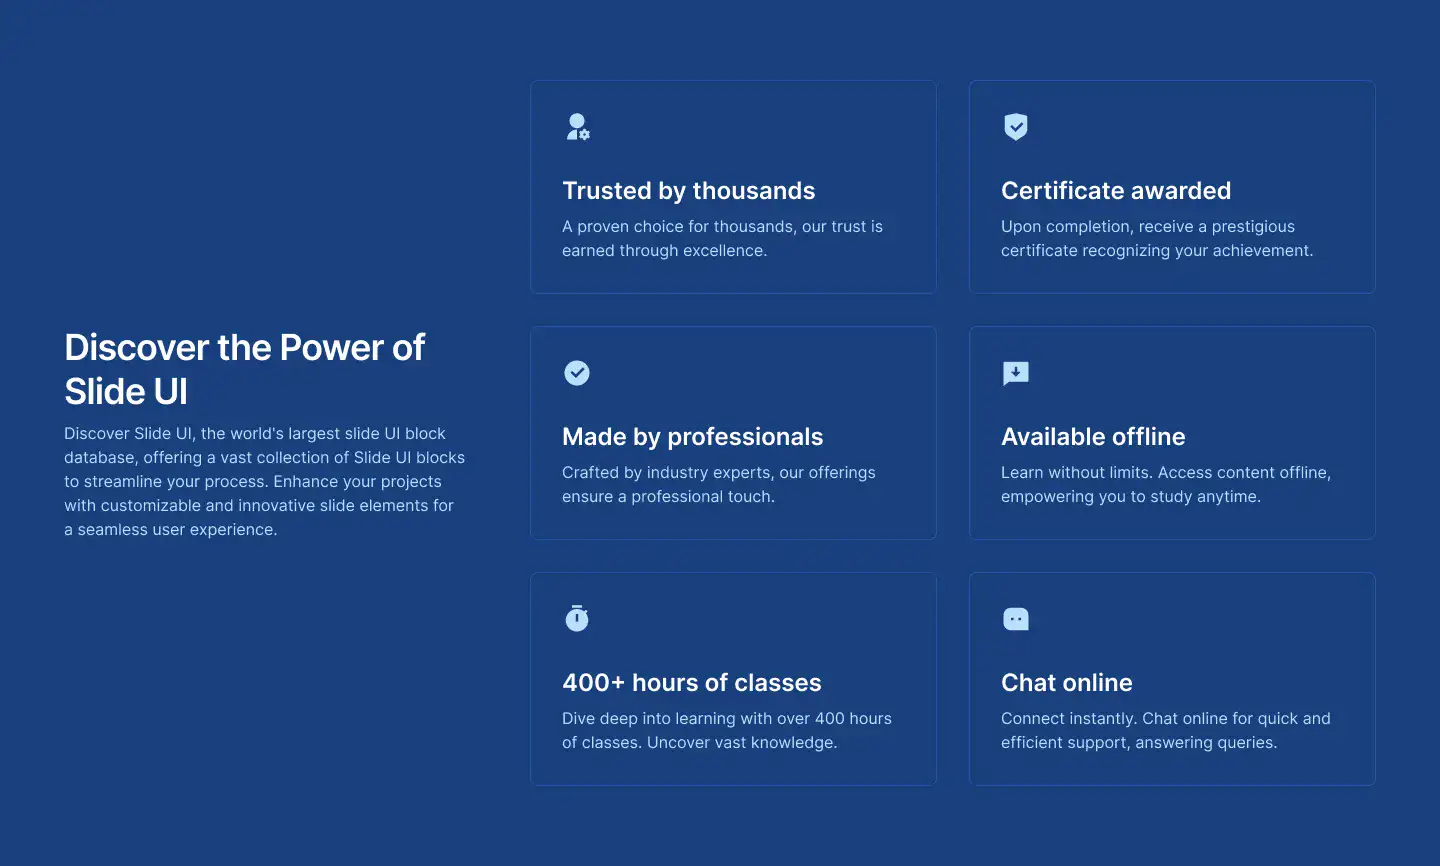 Discover the Power of
Slide UI
Discover Slide UI, the world's largest slide UI block
database, offering a vast collection of Slide UI blocks
to streamline your process. Enhance your projects
with customizable and innovative slide elements for
a seamless user experience.
Trusted by thousands
A proven choice for thousands, our trust is
earned through excellence.
Certificate awarded
Upon completion, receive a prestigious
certificate recognizing your achievement.
Made by professionals
Crafted by industry experts, our offerings
ensure a professional touch.
Available offline
Learn without limits. Access content offline,
empowering you to study anytime.
400+ hours of classes
Dive deep into learning with over 400 hours
of classes. Uncover vast knowledge.
Chat online
Connect instantly. Chat online for quick and
efficient support, answering queries.